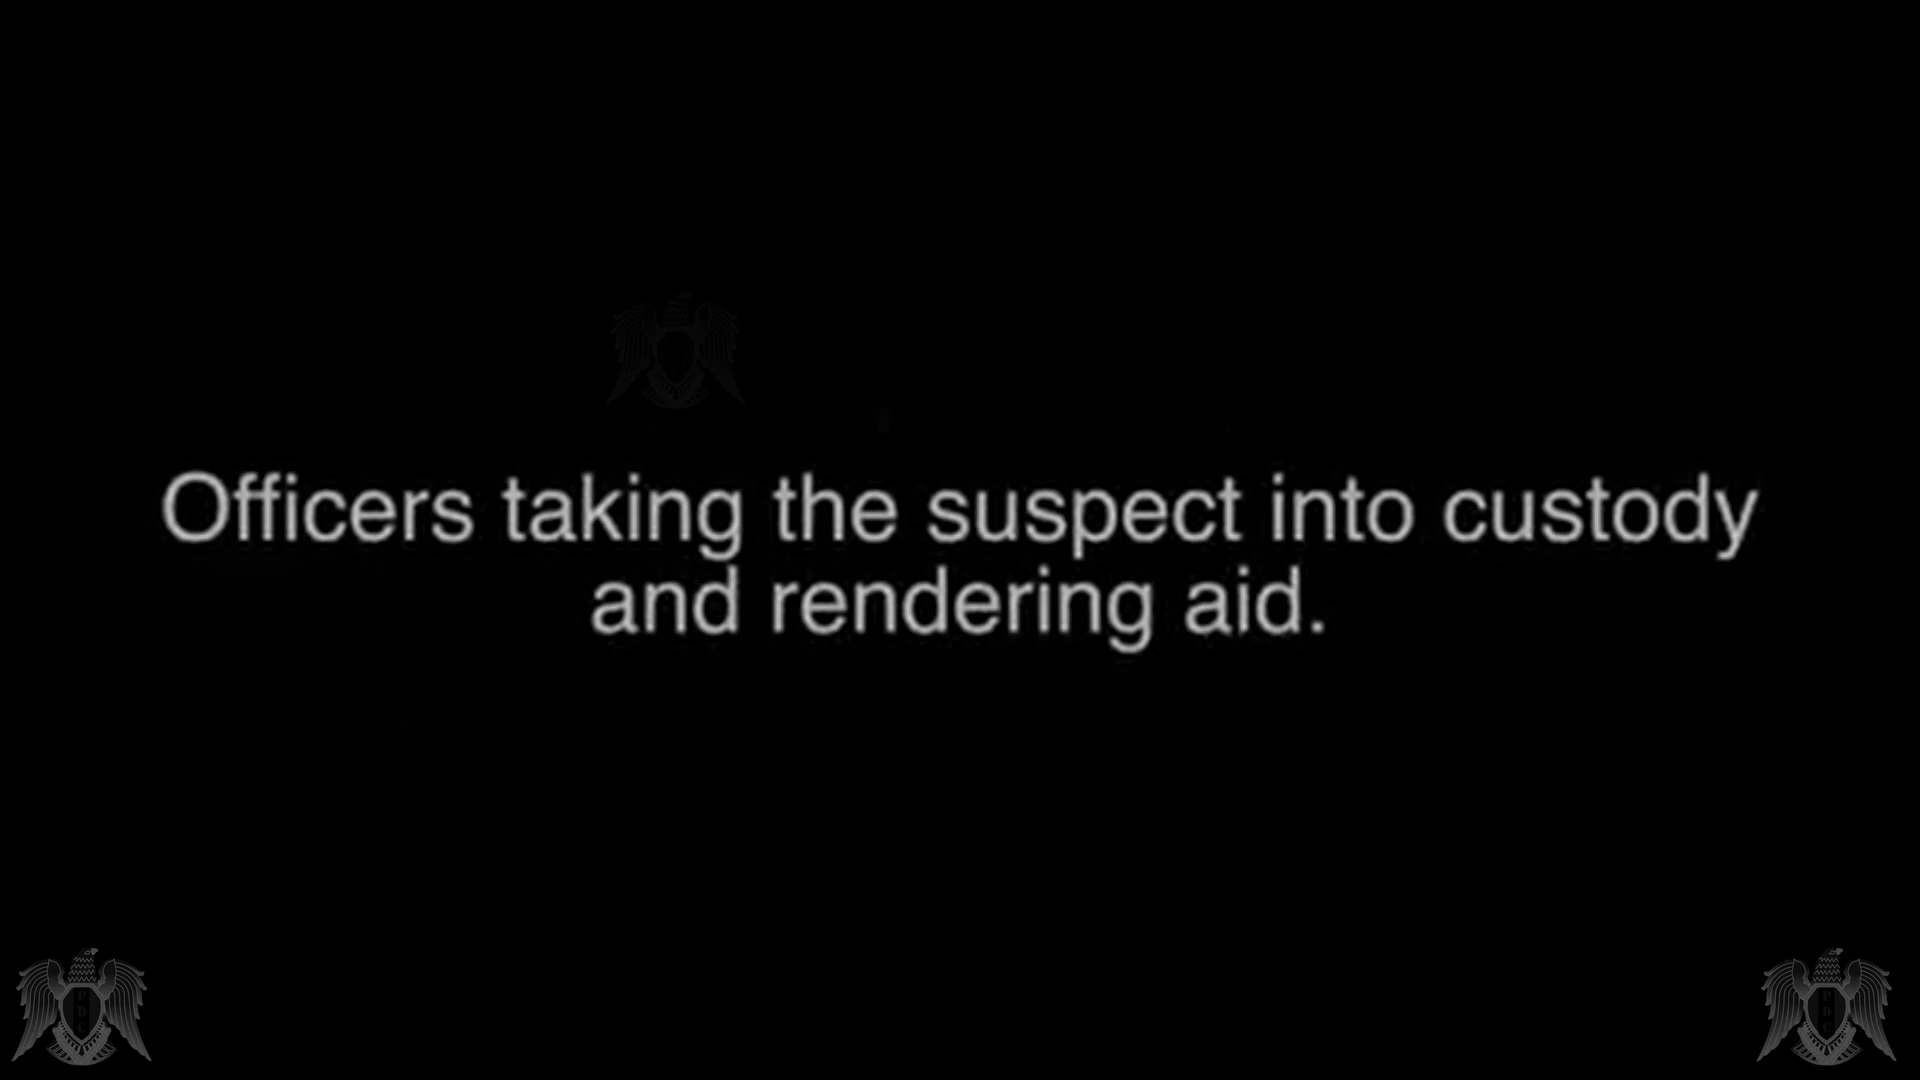 Officers taking the suspect into custody
and rendering aid.
P
D
C
P
D
C